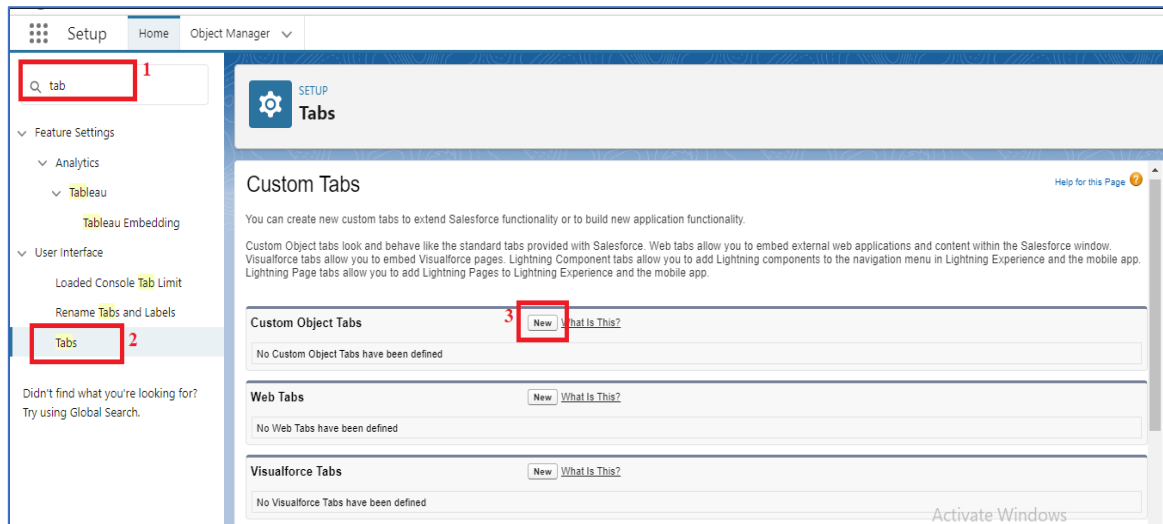 Setup
Home
Object Manager
1
tab
Feature Settings
Analytics
Tableau
Tableau Embedding
User Interface
Loaded Console Tab Limit
Rename Tabs and Labels
Tabs
2
Didn't find what you're looking for?
Try using Global Search.
SETUP
Tabs
Custom Tabs
Help for this Page ?
You can create new custom tabs to extend Salesforce functionality or to build new application functionality.
Custom Object tabs look and behave like the standard tabs provided with Salesforce. Web tabs allow you to embed external web applications and content within the Salesforce window.
Visualforce tabs allow you to embed Visualforce pages. Lightning Component tabs allow you to add Lightning components to the navigation menu in Lightning Experience and the mobile app.
Lightning Page tabs allow you to add Lightning Pages to Lightning Experience and the mobile app.
Custom Object Tabs 3 New What Is This?
No Custom Object Tabs have been defined
Web Tabs New What Is This?
No Web Tabs have been defined
Visualforce Tabs New What Is This?
No Visualforce Tabs have been defined
Activate Windows